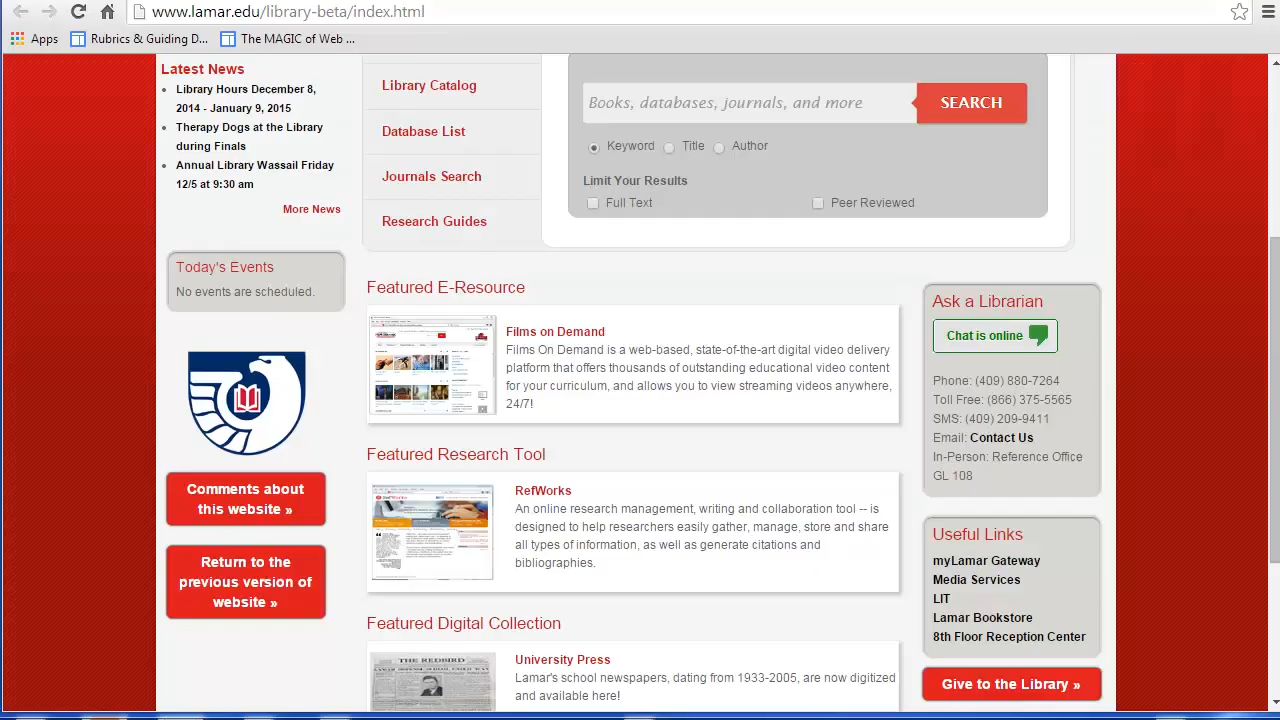 www.lamar.edu/library-beta/index.html
Apps
Rubrics & Guiding D...
The MAGIC of Web ...
Latest News
Library Hours December 8,
2014 - January 9, 2015
Therapy Dogs at the Library
during Finals
Annual Library Wassail Friday
12/5 at 9:30 am
More News
Today's Events
No events are scheduled.
Comments about
this website »
Return to the
previous version of
website »
Library Catalog
Database List
Journals Search
Research Guides
Books, databases, journals, and more
SEARCH
Keyword
Title
Author
Limit Your Results
Full Text
Peer Reviewed
Featured E-Resource
Films on Demand
Films On Demand is a web-based, state-of-the-art digital video delivery
platform that offers thousands of outstanding educational video content
for your curriculum, and allows you to view streaming videos anywhere,
24/7!
Featured Research Tool
RefWorks
An online research management, writing and collaboration tool -- is
designed to help researchers easily gather, manage, store and share
all types of information, as well as generate citations and
bibliographies.
Featured Digital Collection
THE REDBIRD
University Press
Lamar's school newspapers, dating from 1933-2005, are now digitized
and available here!
Ask a Librarian
Chat is online
Phone: (409) 880-7264
Toll Free: (866) 375-5565
SMS: (409) 209-9411
Email: Contact Us
In-Person: Reference Office
GL 108
Useful Links
myLamar Gateway
Media Services
LIT
Lamar Bookstore
8th Floor Reception Center
Give to the Library »